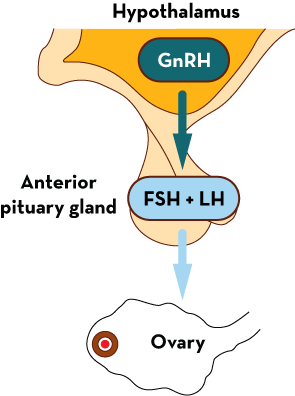 Hypothalamus
GnRH
Anterior
pituary gland
FSH + LH
Ovary